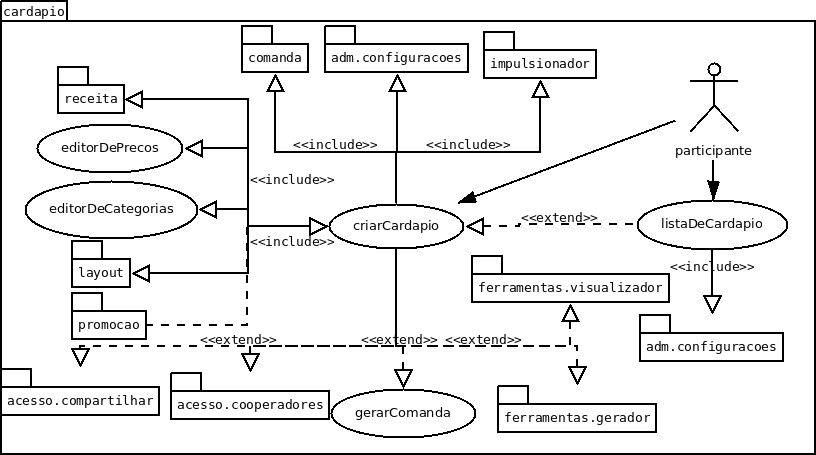 cardapio
comanda
adm.configuracoes
impulsionador
receita
<<include>>
<<include>>
participante
editorDePrecos
<<include>>
editorDeCategorias
<<extend>>
criarCardapio
listaDeCardapio
<<include>>
layout
<<include>>
ferramentas.visualizador
promocao
<<extend>>
<<extend>>
<<extend>>
adm.configuracoes
acesso.compartilhar
acesso.cooperadores
gerarComanda
ferramentas.gerador